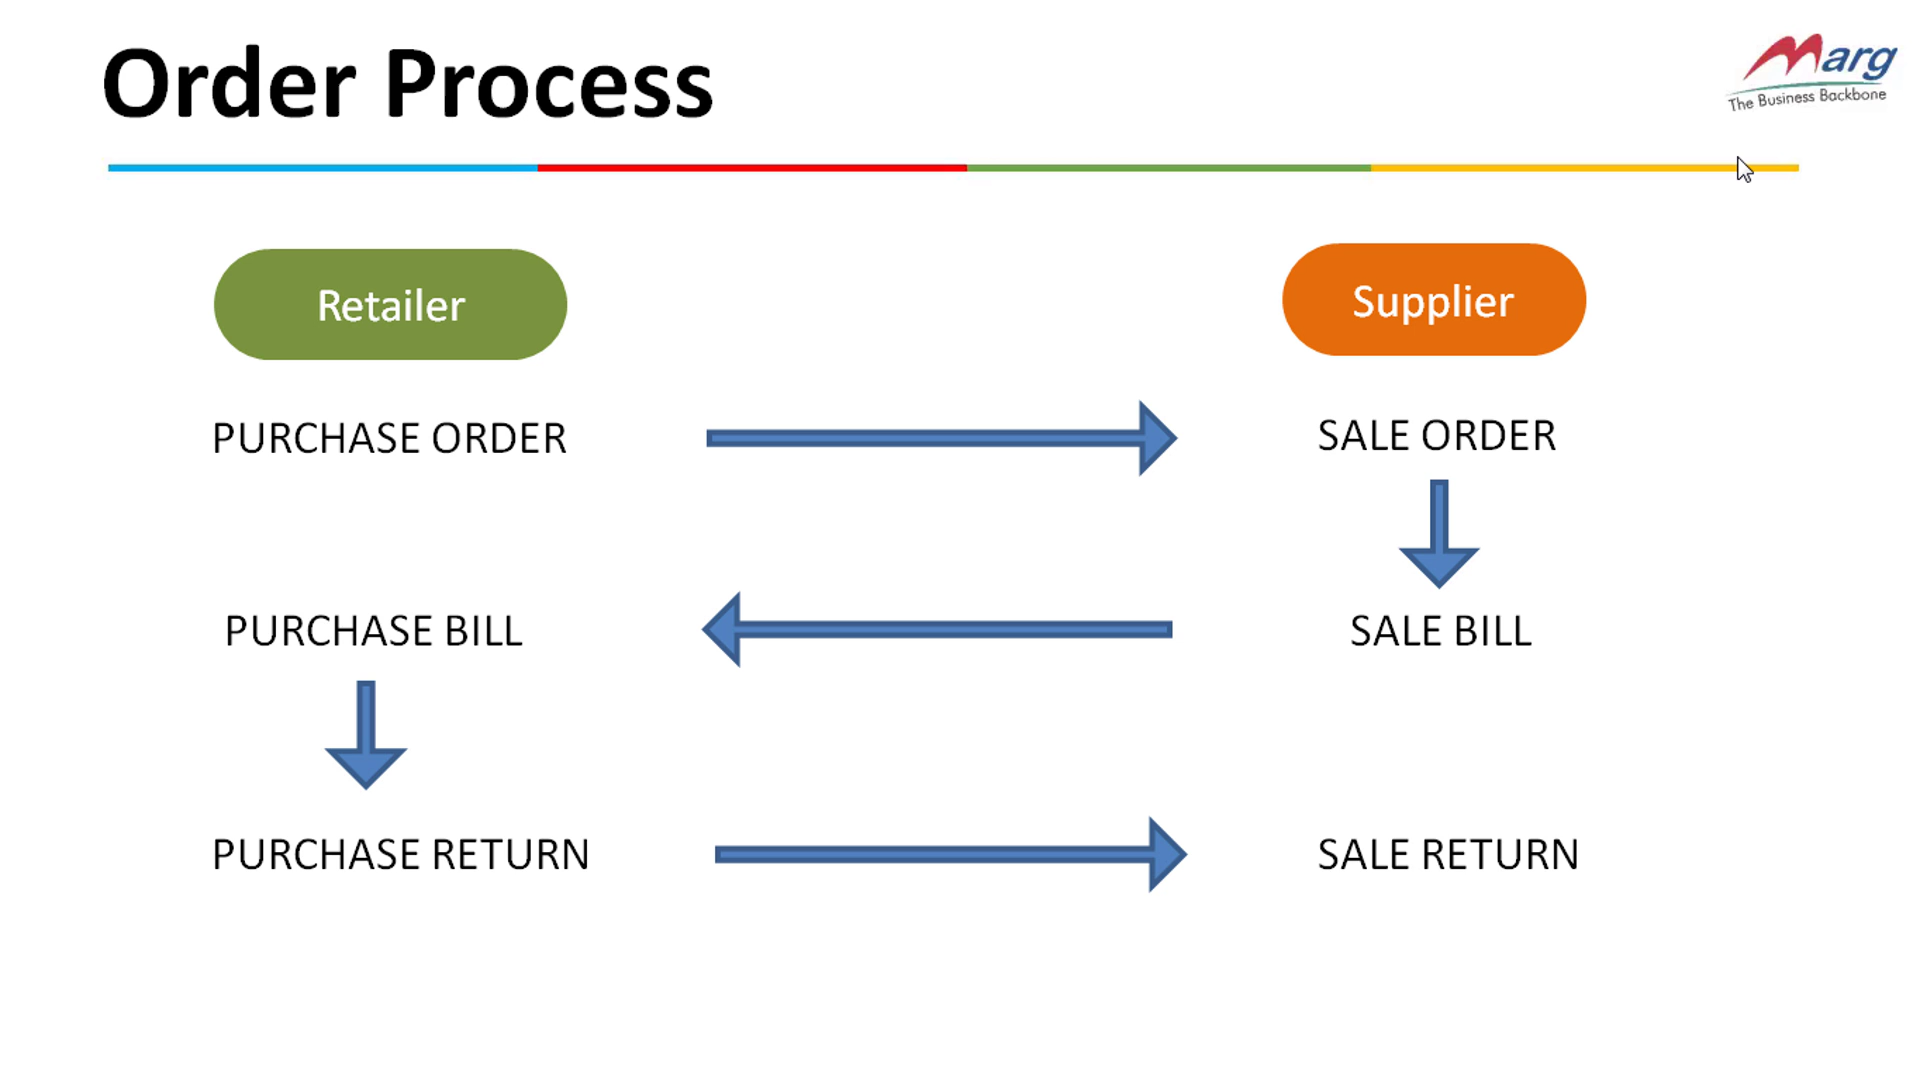 Order Process
Marg
The Business Backbone
Retailer
Supplier
PURCHASE ORDER
SALE ORDER
PURCHASE BILL
SALE BILL
PURCHASE RETURN
SALE RETURN